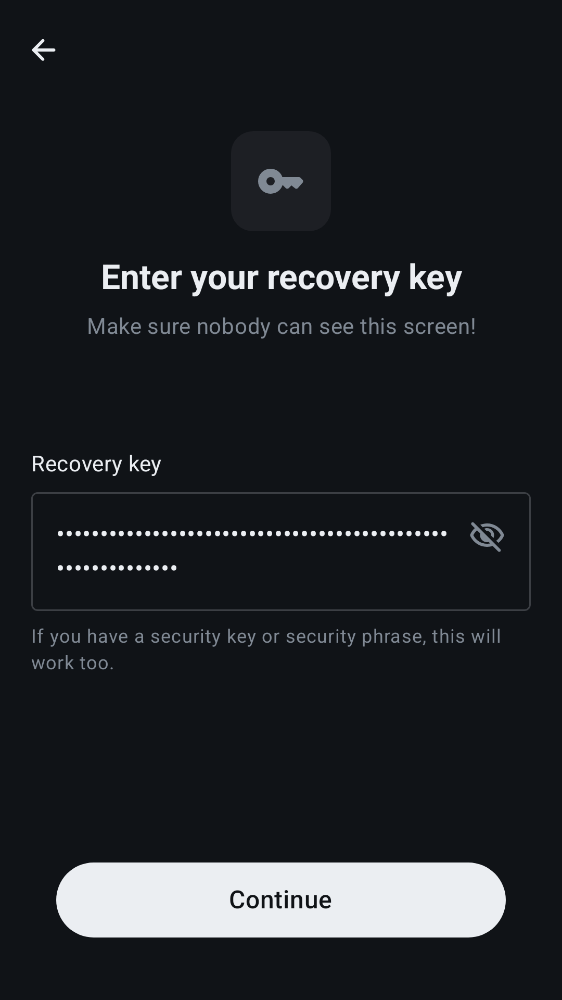 Enter your recovery key
Make sure nobody can see this screen!
Recovery key
••••••••••••••••••••••••••••••••••••••••••••
••••••••••••••
If you have a security key or security phrase, this will
work too.
Continue